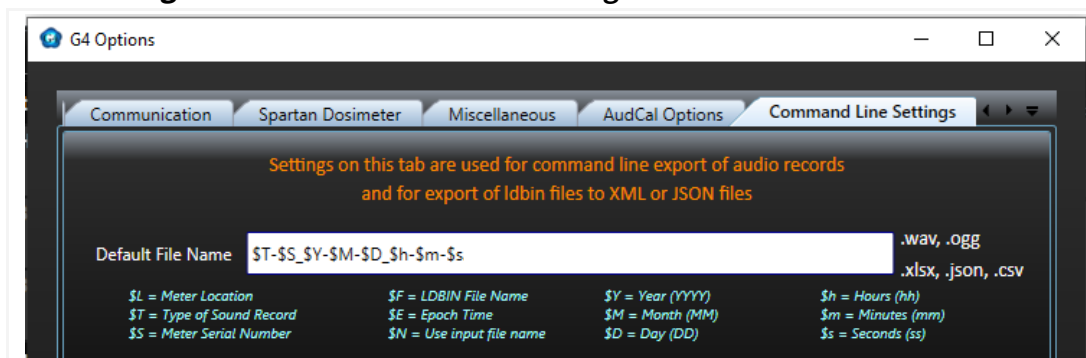 G4 Options
Communication Spartan Dosimeter Miscellaneous AudCal Options Command Line Settings
Settings on this tab are used for command line export of audio records
and for export of ldbin files to XML or JSON files
Default File Name $T-$S_$Y-$M-$D_$h-$m-$s .wav, .ogg
.xlsx, .json, .csv
$L = Meter Location $F = LDBIN File Name $Y = Year (YYYY) $h = Hours (hh)
$T = Type of Sound Record $E = Epoch Time $M = Month (MM) $m = Minutes (mm)
$S = Meter Serial Number $N = Use input file name $D = Day (DD) $s = Seconds (ss)